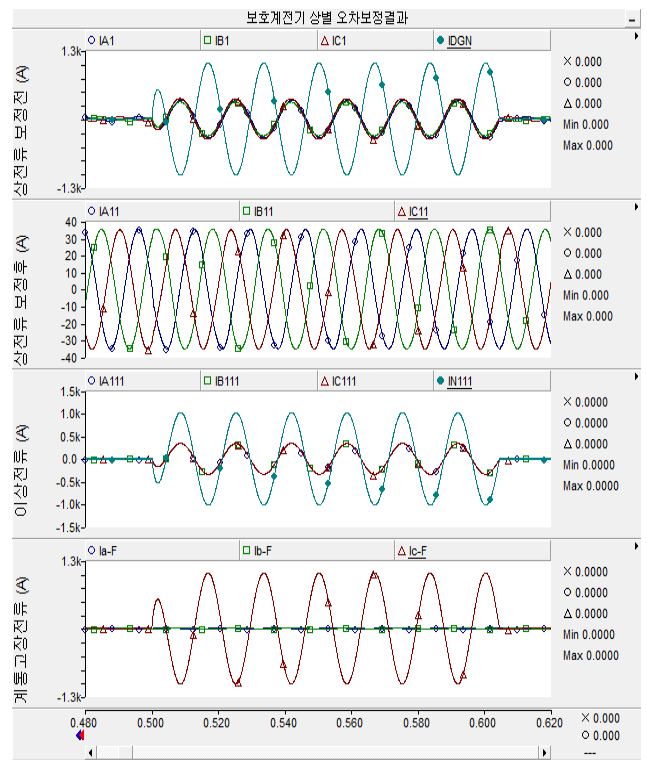 보호계전기 상별 오차보정결과
IA1 IB1 IC1 IDGN
상전류 보정전 (A)
1.3k
-1.3k
× 0.000
0.000
Δ 0.000
Min 0.000
Max 0.000
IA11 IB11 IC11
상전류 보정후 (A)
40
30
20
10
0
-10
-20
-30
-40
× 0.000
0.000
Δ 0.000
Min 0.000
Max 0.000
IA111 IB111 IC111 IN111
이상전류 (A)
1.5k
1.0k
0.5k
0.0
-0.5k
-1.0k
-1.5k
× 0.0000
0.0000
Δ 0.0000
Min 0.0000
Max 0.0000
Ia-F Ib-F Ic-F
계통고장전류 (A)
1.3k
-1.3k
× 0.0000
0.0000
Δ 0.0000
Min 0.0000
Max 0.0000
0.480 0.500 0.520 0.540 0.560 0.580 0.600 0.620
× 0.000
0.000
---